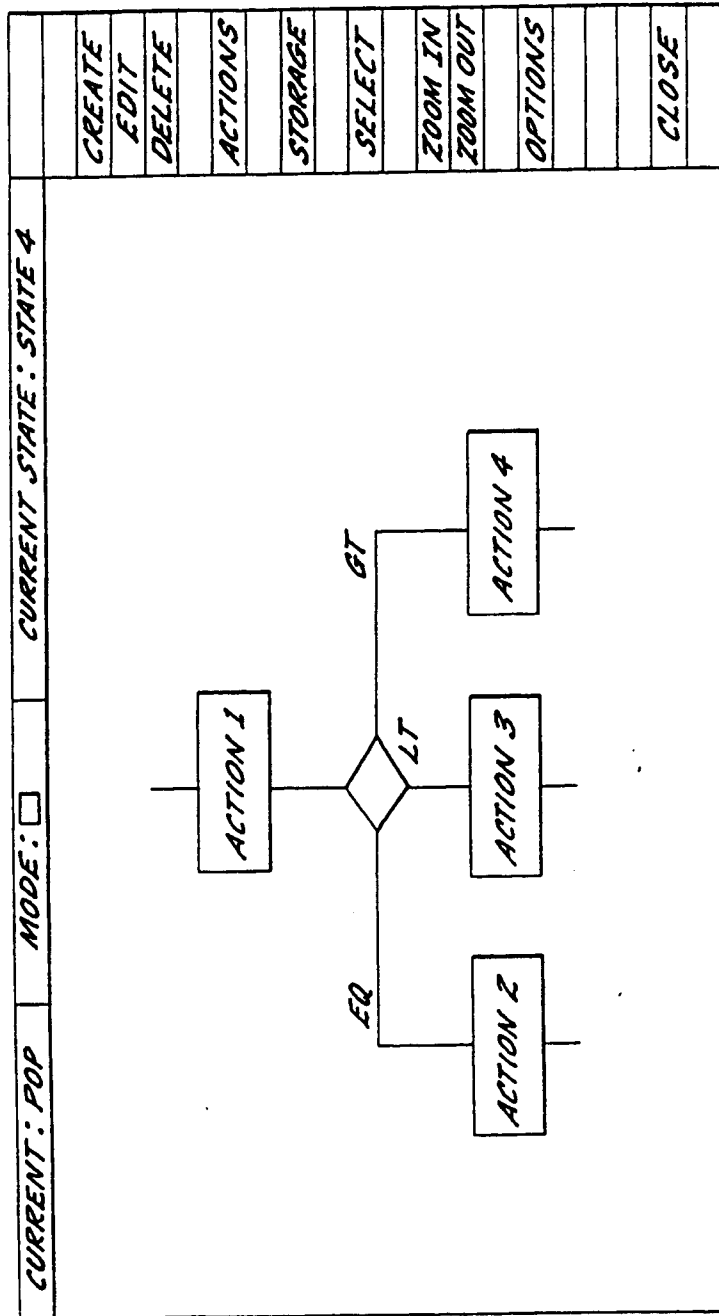 CURRENT: POP
MODE: □
CURRENT STATE: STATE 4
CREATE
EDIT
DELETE
ACTIONS
STORAGE
SELECT
ZOOM IN
ZOOM OUT
OPTIONS
CLOSE
ACTION 1
EQ
LT
GT
ACTION 2
ACTION 3
ACTION 4